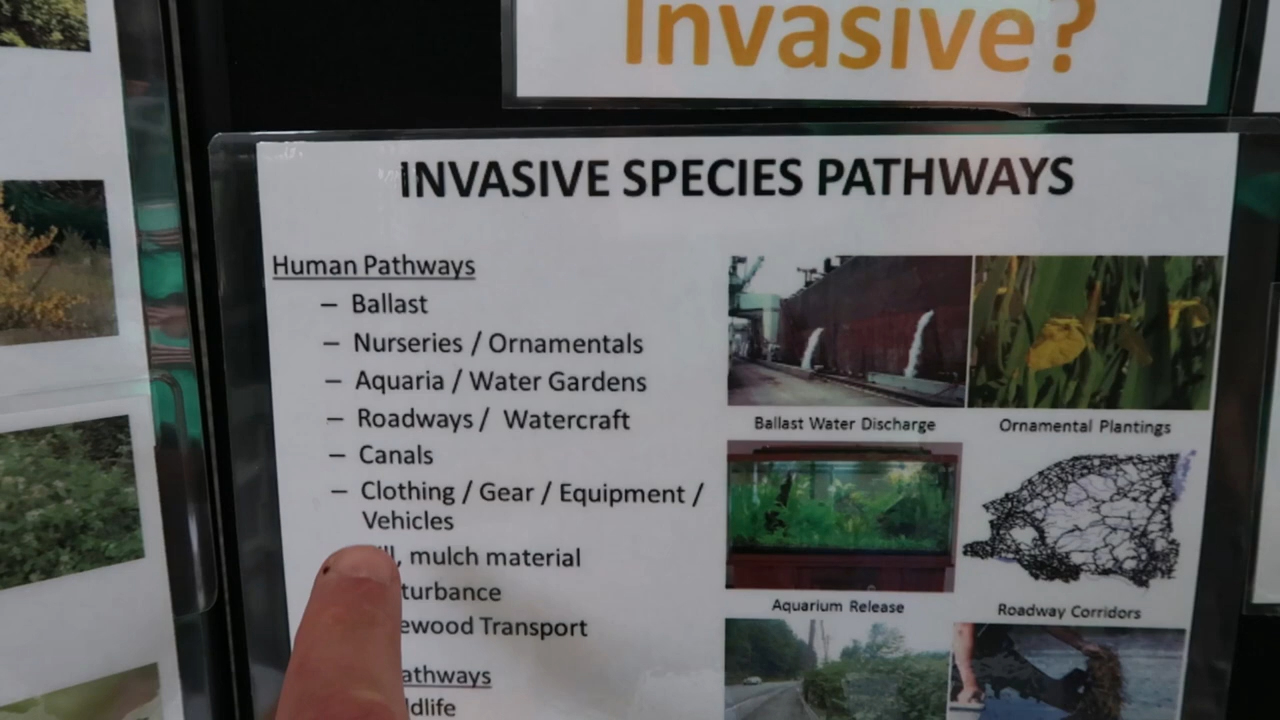 Invasive?
INVASIVE SPECIES PATHWAYS
Human Pathways
– Ballast
– Nurseries / Ornamentals
– Aquaria / Water Gardens
– Roadways / Watercraft
– Canals
– Clothing / Gear / Equipment /
Vehicles
, mulch material
turbance
ewood Transport
athways
ldlife
Ballast Water Discharge
Ornamental Plantings
Aquarium Release
Roadway Corridors